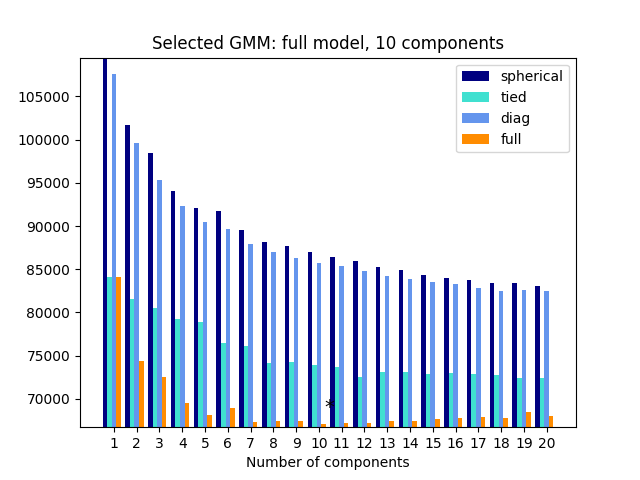 Selected GMM: full model, 10 components
spherical
tied
diag
full
105000
100000
95000
90000
85000
80000
75000
70000
*
1 2 3 4 5 6 7 8 9 10 11 12 13 14 15 16 17 18 19 20
Number of components